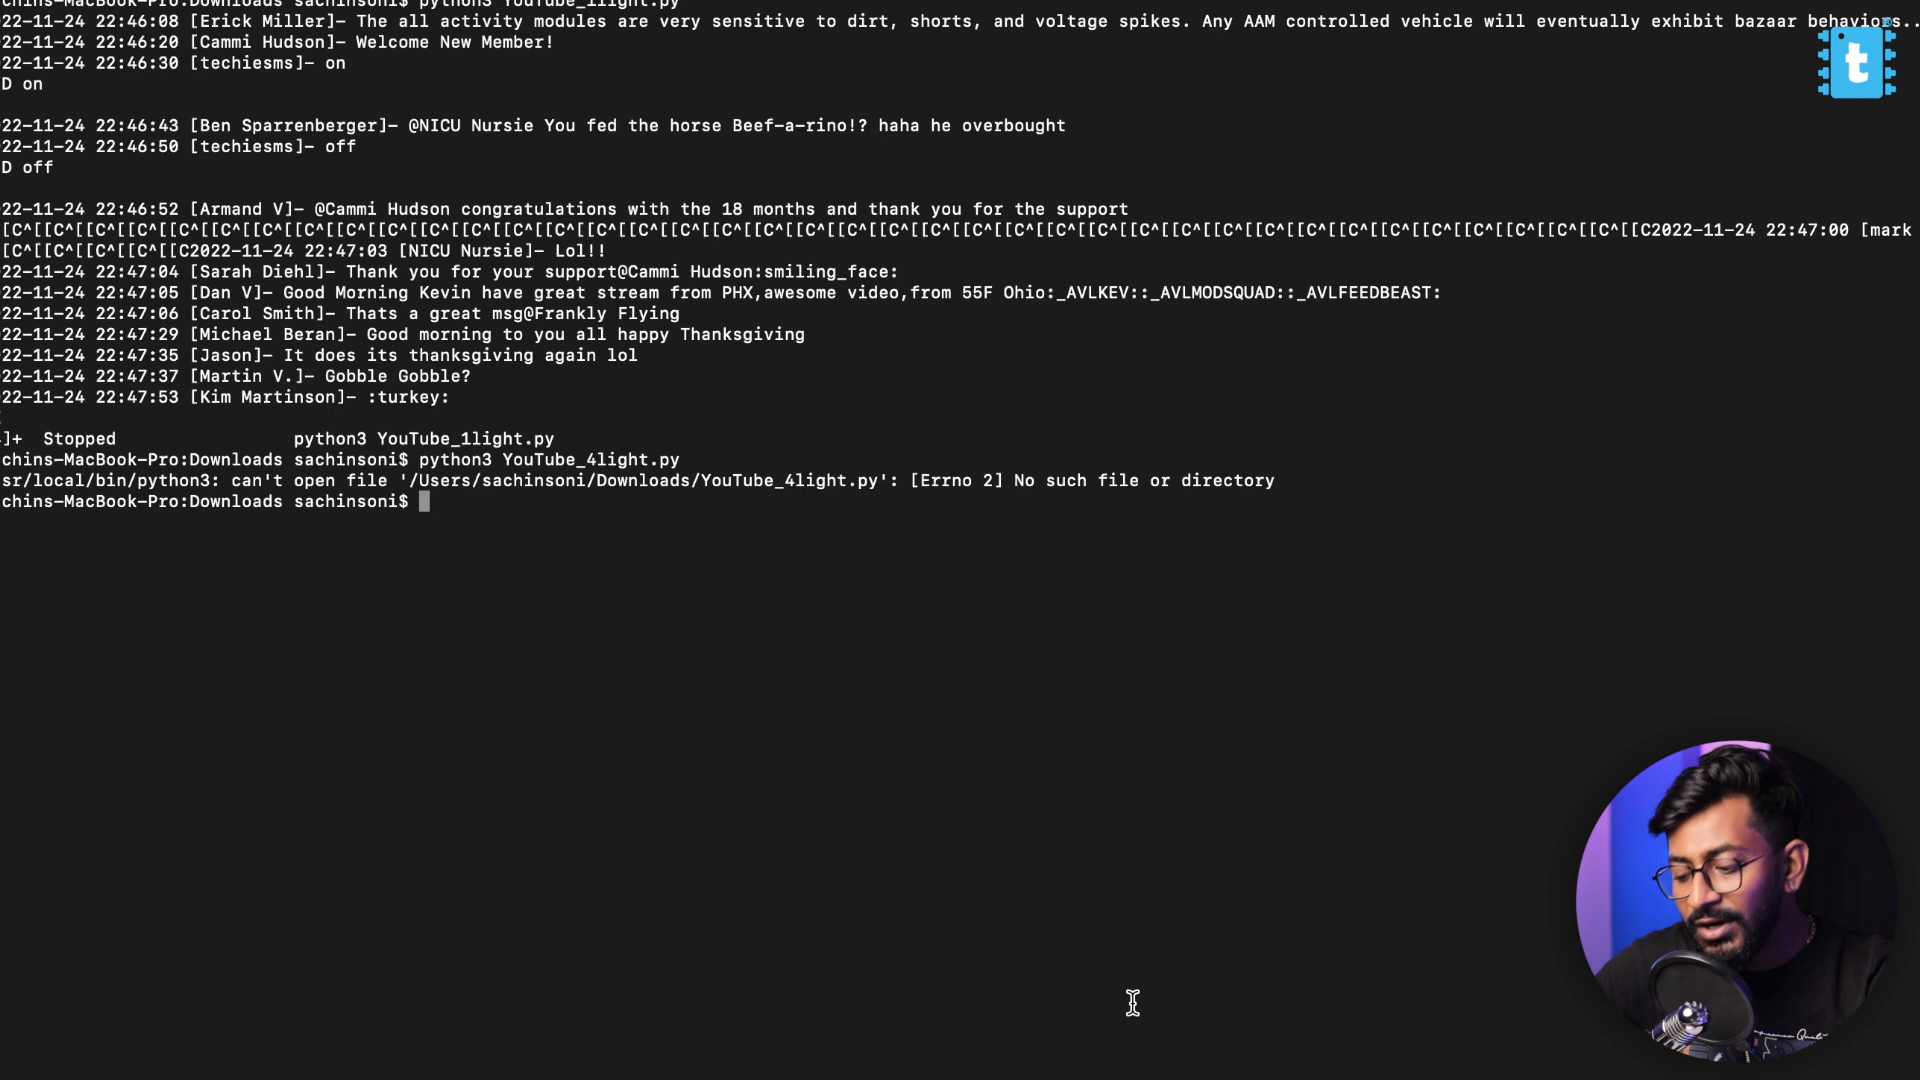 chins-MacBook-Pro:Downloads sachinsoni$ python3 YouTube_1light.py
22-11-24 22:46:08 [Erick Miller]- The all activity modules are very sensitive to dirt, shorts, and voltage spikes. Any AAM controlled vehicle will eventually exhibit bazaar behaviors..
22-11-24 22:46:20 [Cammi Hudson]- Welcome New Member!
22-11-24 22:46:30 [techiesms]- on
D on
t
22-11-24 22:46:43 [Ben Sparrenberger]- @NICU Nursie You fed the horse Beef-a-rino!? haha he overbought
22-11-24 22:46:50 [techiesms]- off
D off
22-11-24 22:46:52 [Armand V]- @Cammi Hudson congratulations with the 18 months and thank you for the support
[C^[[C^[[C^[[C^[[C^[[C^[[C^[[C^[[C^[[C^[[C^[[C^[[C^[[C^[[C^[[C^[[C^[[C^[[C^[[C^[[C^[[C^[[C^[[C^[[C^[[C^[[C^[[C^[[C^[[C^[[C^[[C2022-11-24 22:47:00 [mark
[C^[[C^[[C^[[C^[[C2022-11-24 22:47:03 [NICU Nursie]- Lol!!
22-11-24 22:47:04 [Sarah Diehl]- Thank you for your support@Cammi Hudson:smiling_face:
22-11-24 22:47:05 [Dan V]- Good Morning Kevin have great stream from PHX,awesome video,from 55F Ohio:_AVLKEV::_AVLMODSQUAD::_AVLFEEDBEAST:
22-11-24 22:47:06 [Carol Smith]- Thats a great msg@Frankly Flying
22-11-24 22:47:29 [Michael Beran]- Good morning to you all happy Thanksgiving
22-11-24 22:47:35 [Jason]- It does its thanksgiving again lol
22-11-24 22:47:37 [Martin V.]- Gobble Gobble?
22-11-24 22:47:53 [Kim Martinson]- :turkey:
]+ Stopped python3 YouTube_1light.py
chins-MacBook-Pro:Downloads sachinsoni$ python3 YouTube_4light.py
sr/local/bin/python3: can't open file '/Users/sachinsoni/Downloads/YouTube_4light.py': [Errno 2] No such file or directory
chins-MacBook-Pro:Downloads sachinsoni$